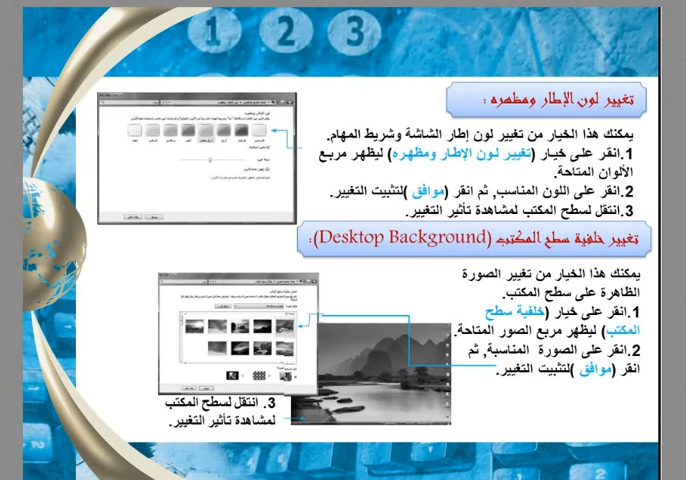 1 2 3
تغيير لون الإطار ومظهره :
يمكنك هذا الخيار من تغيير لون إطار الشاشة وشريط المهام.
1.انقر على خيار (تغيير لون الإطار ومظهره) ليظهر مربع
الألوان المتاحة.
2.انقر على اللون المناسب, ثم انقر (موافق )لتثبيت التغيير.
3.انتقل لسطح المكتب لمشاهدة تأثير التغيير.
تغيير خلفية سطح المكتب (Desktop Background):
يمكنك هذا الخيار من تغيير الصورة
الظاهرة على سطح المكتب.
1.انقر على خيار (خلفية سطح
المكتب) ليظهر مربع الصور المتاحة.
2.انقر على الصورة المناسبة, ثم
انقر (موافق )لتثبيت التغيير.
3. انتقل لسطح المكتب
لمشاهدة تأثير التغيير.